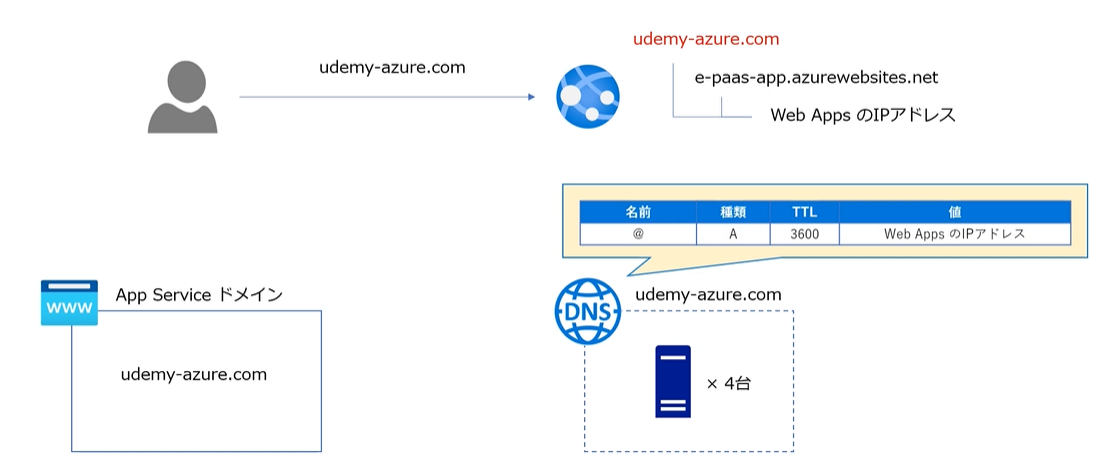 udemy-azure.com
udemy-azure.com
e-paas-app.azurewebsites.net
Web Apps のIPアドレス
名前 種類 TTL 値
@ A 3600 Web Apps のIPアドレス
App Service ドメイン
WWW
udemy-azure.com
DNS
udemy-azure.com
× 4台